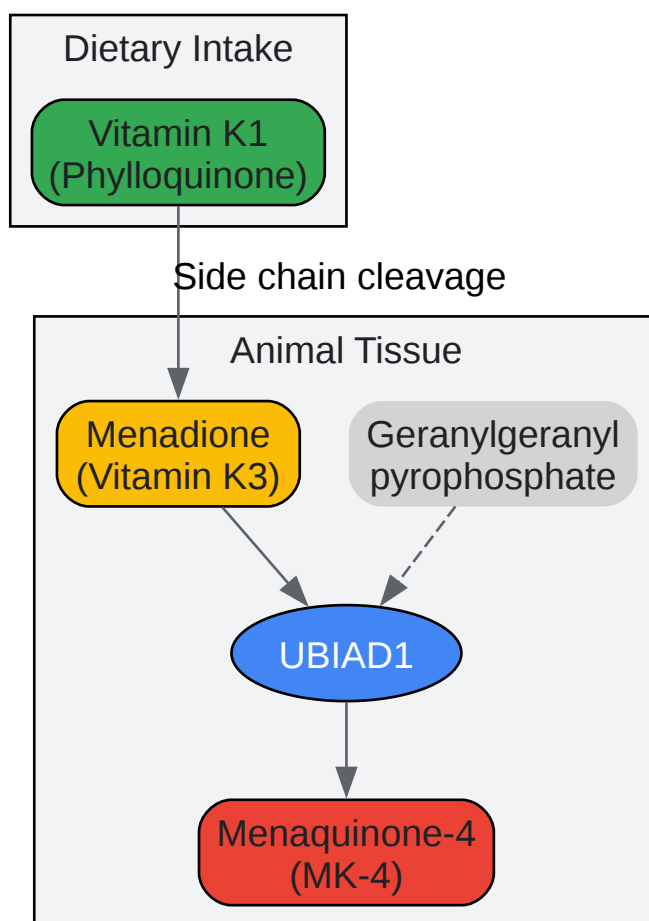 Dietary Intake
Vitamin K1
(Phylloquinone)
Side chain cleavage
Animal Tissue
Menadione
(Vitamin K3)
Geranylgeranyl
pyrophosphate
UBIAD1
Menaquinone-4
(MK-4)